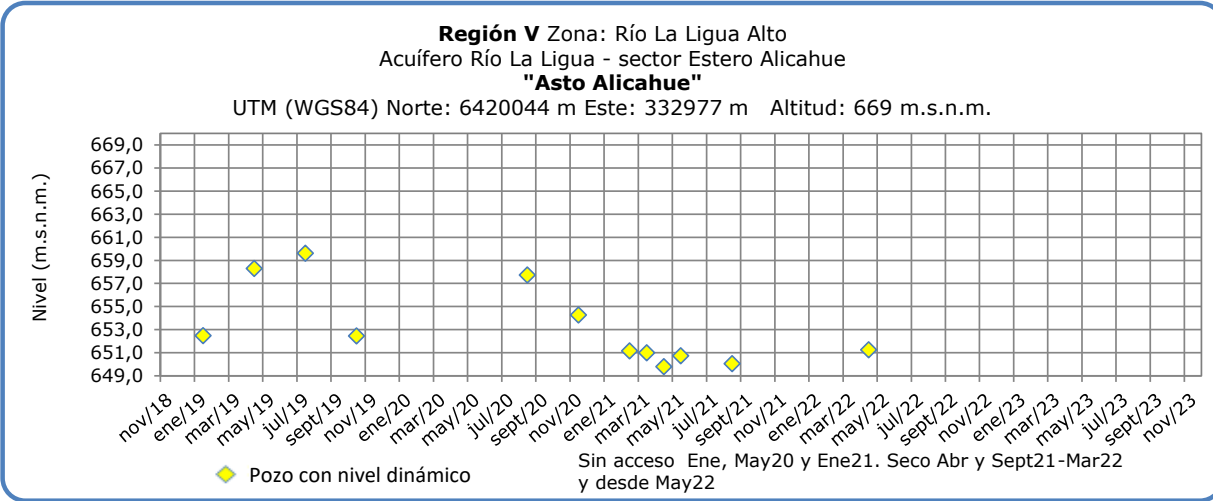 Región V Zona: Río La Ligua Alto
Acuífero Río La Ligua - sector Estero Alicahue
"Asto Alicahue"
UTM (WGS84) Norte: 6420044 m Este: 332977 m Altitud: 669 m.s.n.m.
Nivel (m.s.n.m.)
669,0
667,0
665,0
663,0
661,0
659,0
657,0
655,0
653,0
651,0
649,0
nov/18
ene/19
mar/19
may/19
jul/19
sept/19
nov/19
ene/20
mar/20
may/20
jul/20
sept/20
nov/20
ene/21
mar/21
may/21
jul/21
sept/21
nov/21
ene/22
mar/22
may/22
jul/22
sept/22
nov/22
ene/23
mar/23
may/23
jul/23
sept/23
nov/23
Pozo con nivel dinámico
Sin acceso Ene, May20 y Ene21. Seco Abr y Sept21-Mar22
y desde May22